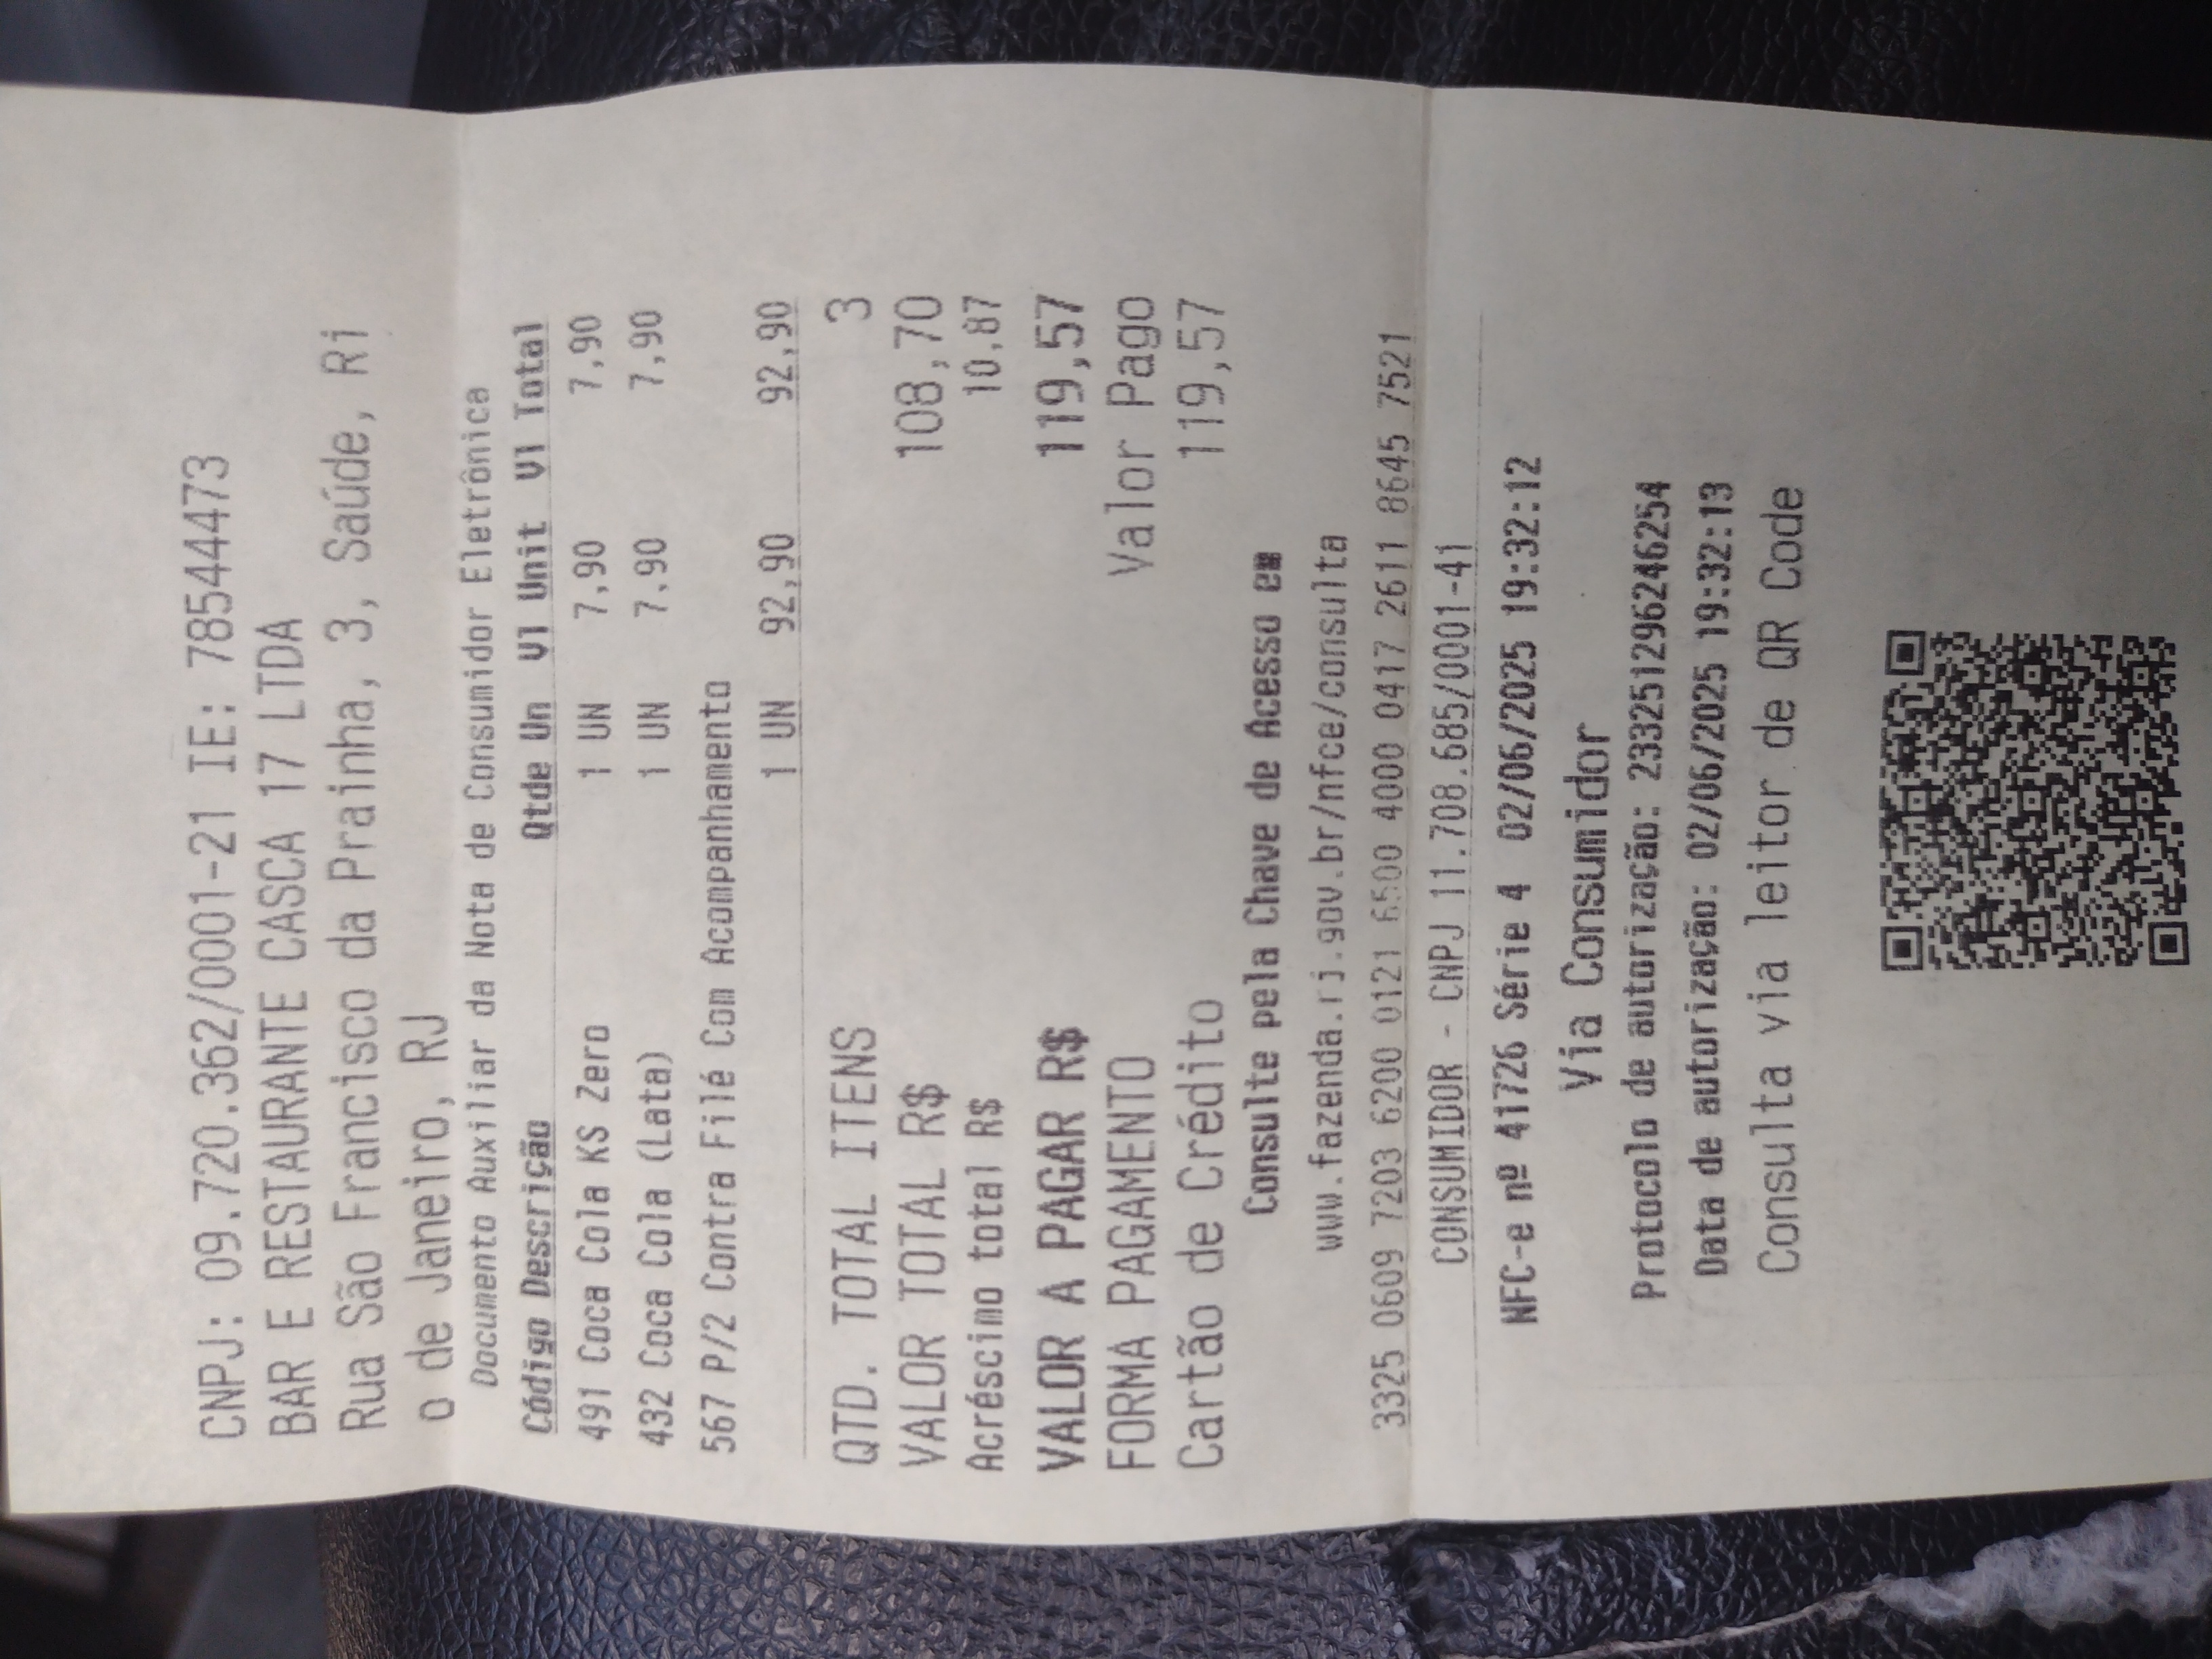 CNPJ: 09.720.362/0001-21 IE: 78544473
BAR E RESTAURANTE CASCA 17 LTDA
Rua São Francisco da Prainha, 3, Saúde, Ri
o de Janeiro, RJ
Documento Auxiliar da Nota de Consumidor Eletrônica
Código Descrição Qtde Un Vl Unit Vl Total
491 Coca Cola KS Zero 1 UN 7,90 7,90
432 Coca Cola (Lata) 1 UN 7,90 7,90
567 P/2 Contra Filé Com Acompanhamento
1 UN 92,90 92,90
QTD. TOTAL ITENS 3
VALOR TOTAL R$ 108,70
Acréscimo total R$ 10,87
VALOR A PAGAR R$ 119,57
FORMA PAGAMENTO Valor Pago
Cartão de Crédito 119,57
Consulte pela Chave de Acesso em
www.fazenda.rj.gov.br/nfce/consulta
3325 0609 7203 6200 0121 6500 4000 0417 2611 8645 7521
CONSUMIDOR - CNPJ 11.708.685/0001-41
NFC-e nº 41726 Série 4 02/06/2025 19:32:12
Via Consumidor
Protocolo de autorização: 233251296246254
Data de autorização: 02/06/2025 19:32:13
Consulta via leitor de QR Code